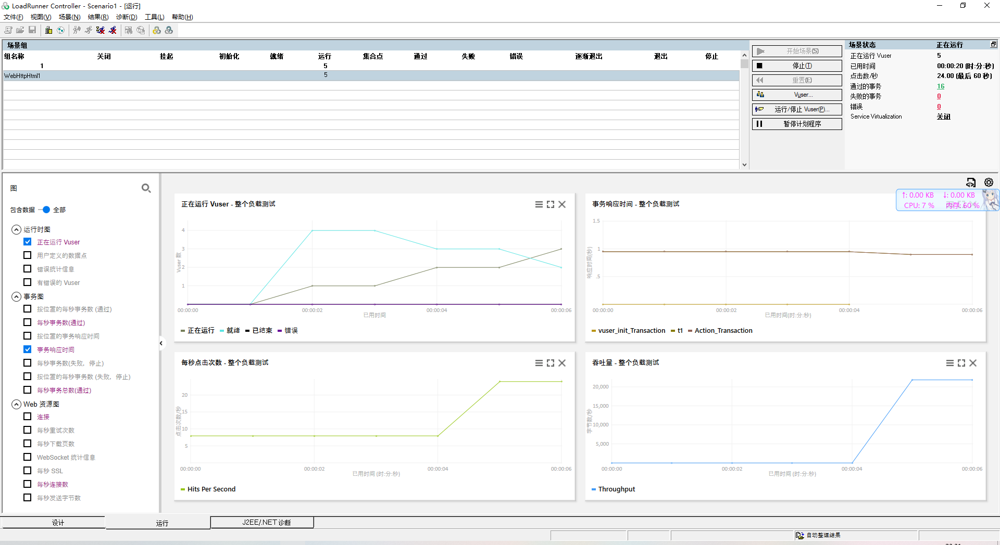 LoadRunner Controller - Scenario1 - [运行]
文件(F) 视图(V) 场景(N) 结果(R) 诊断(D) 工具(L) 帮助(H)
场景组
组名称 关闭 挂起 初始化 就绪 运行 集合点 通过 失败 错误 逐渐退出 退出 停止
1 5
WebHttpHtml1 5
开始场景(S)
停止(T)
重置(E)
Vuser...
运行/停止 Vuser(P)...
暂停计划程序
场景状态 正在运行
正在运行 Vuser 5
已用时间 00:00:20 (时:分:秒)
点击数/秒 24.00 (最后 60 秒)
通过的事务 16
失败的事务 0
错误 0
Service Virtualization 关闭
↑: 0.00 KB ↓: 0.00 KB
CPU: 7 % 内存: 60 %
图
包含数据 全部
运行时图
正在运行 Vuser
用户定义的数据点
错误统计信息
有错误的 Vuser
事务图
按位置的每秒事务数 (通过)
每秒事务数(通过)
按位置的事务响应时间
事务响应时间
每秒事务数(失败, 停止)
按位置的每秒事务数 (失败, 停止)
每秒事务总数(通过)
Web 资源图
连接
每秒重试次数
每秒下载页数
WebSocket 统计信息
每秒 SSL
每秒连接数
每秒发送字节数
正在运行 Vuser - 整个负载测试
4
3
2
1
Vuser 数
00:00:00 00:00:02 00:00:04 00:00:06
已用时间
正在运行 就绪 已结束 错误
事务响应时间 - 整个负载测试
1.5
1
.5
响应时间(秒)
00:00:00 00:00:02 00:00:04 00:00:06
已用时间(时:分:秒)
vuser_init_Transaction t1 Action_Transaction
每秒点击次数 - 整个负载测试
20
15
10
5
点击次数/秒
00:00:00 00:00:02 00:00:04 00:00:06
已用时间 (时:分:秒)
Hits Per Second
吞吐量 - 整个负载测试
20,000
15,000
10,000
5,000
字节数/秒
00:00:00 00:00:02 00:00:04 00:00:06
已用时间 (时:分:秒)
Throughput
设计 运行 J2EE/.NET 诊断
自动整理结果